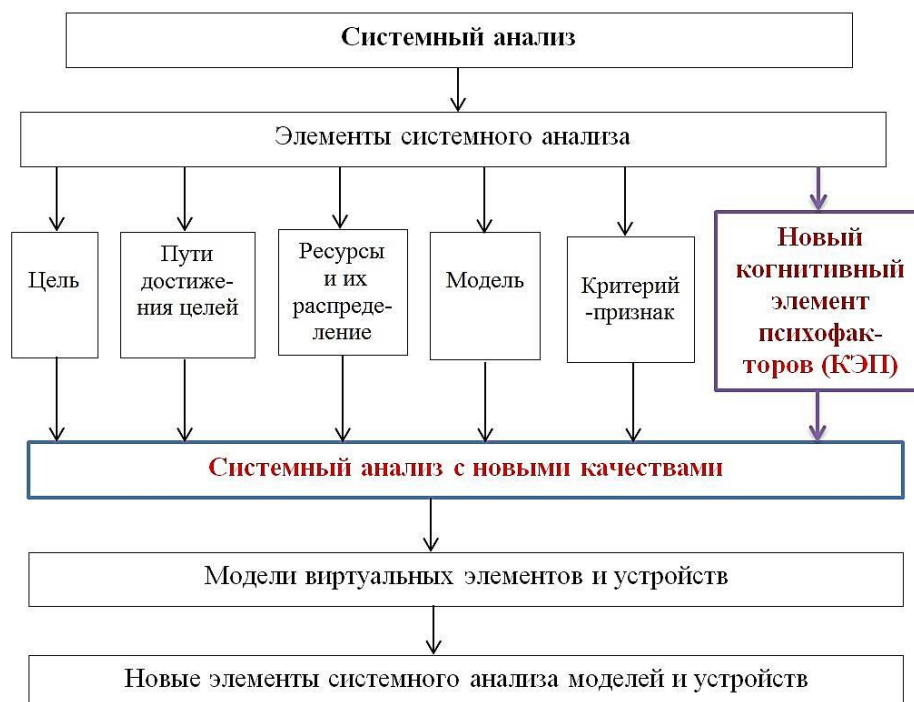 Системный анализ
Элементы системного анализа
Цель
Пути
достиже-
ния целей
Ресурсы
и их
распреде-
ление
Модель
Критерий
-признак
Новый
когнитивный
элемент
психофак-
торов (КЭП)
Системный анализ с новыми качествами
Модели виртуальных элементов и устройств
Новые элементы системного анализа моделей и устройств